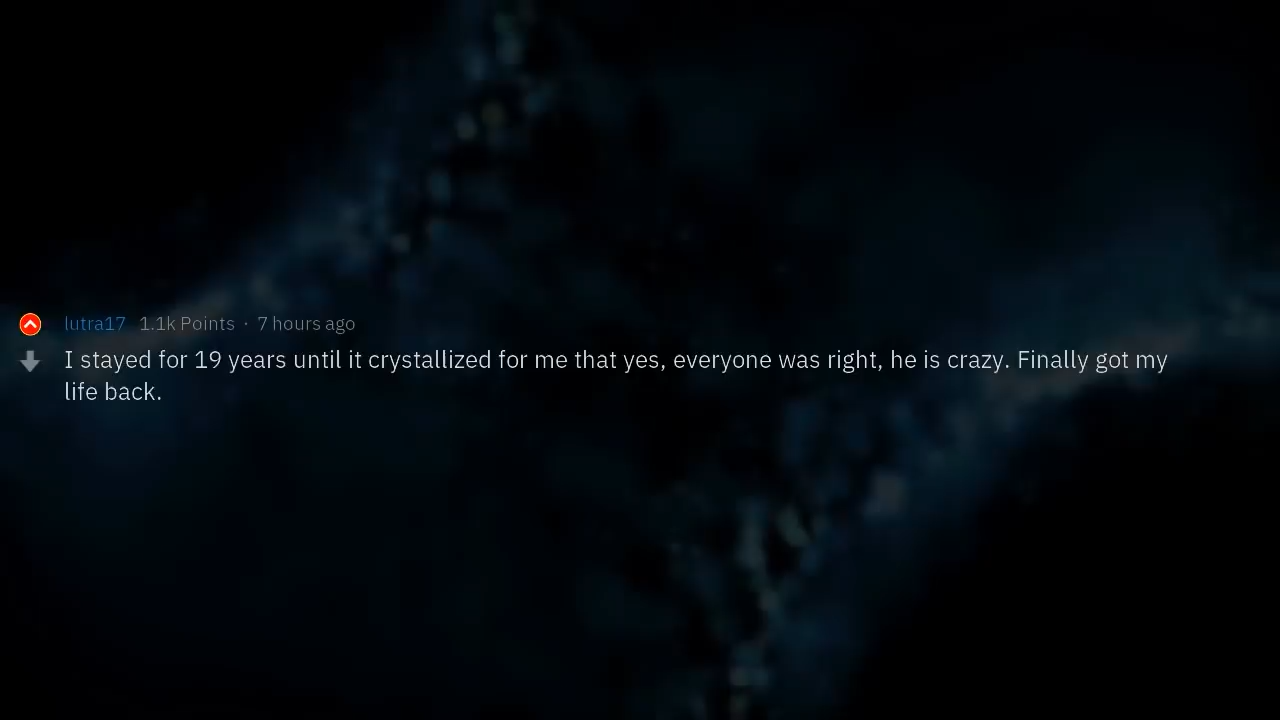 lutra17 1.1k Points · 7 hours ago
I stayed for 19 years until it crystallized for me that yes, everyone was right, he is crazy. Finally got my
life back.